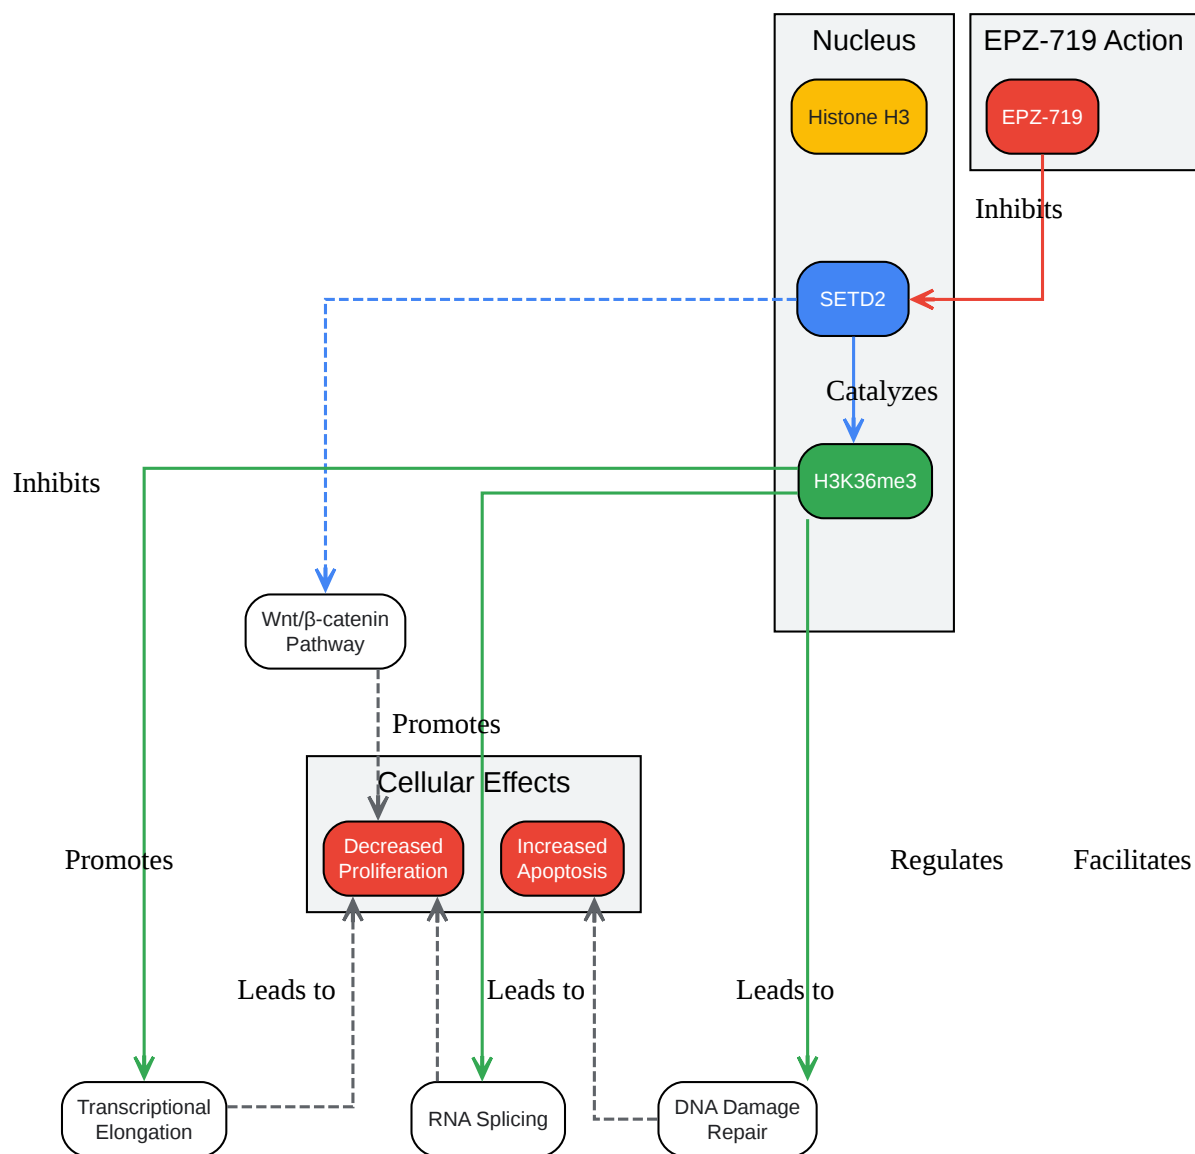 Nucleus
EPZ-719 Action
Histone H3
EPZ-719
Inhibits
SETD2
Catalyzes
H3K36me3
Inhibits
Wnt/β-catenin
Pathway
Promotes
Cellular Effects
Decreased
Proliferation
Increased
Apoptosis
Promotes
Regulates
Facilitates
Leads to
Leads to
Leads to
Transcriptional
Elongation
RNA Splicing
DNA Damage
Repair